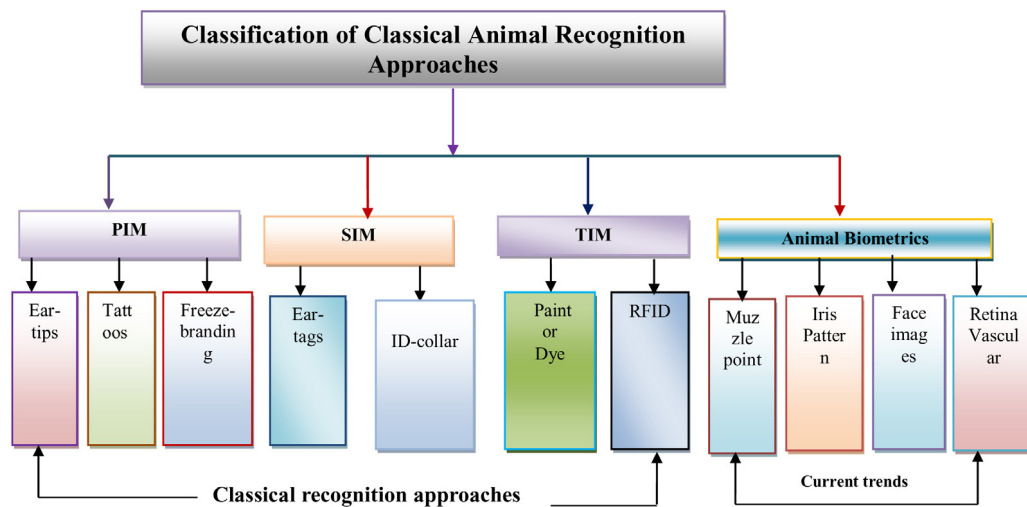 Classification of Classical Animal Recognition
Approaches
PIM
SIM
TIM
Animal Biometrics
Ear-
tips
Tatt
oos
Freeze-
brandin
g
Ear-
tags
ID-collar
Paint
or
Dye
RFID
Muz
zle
point
Iris
Patter
n
Face
imag
es
Retina
Vascul
ar
Classical recognition approaches
Current trends